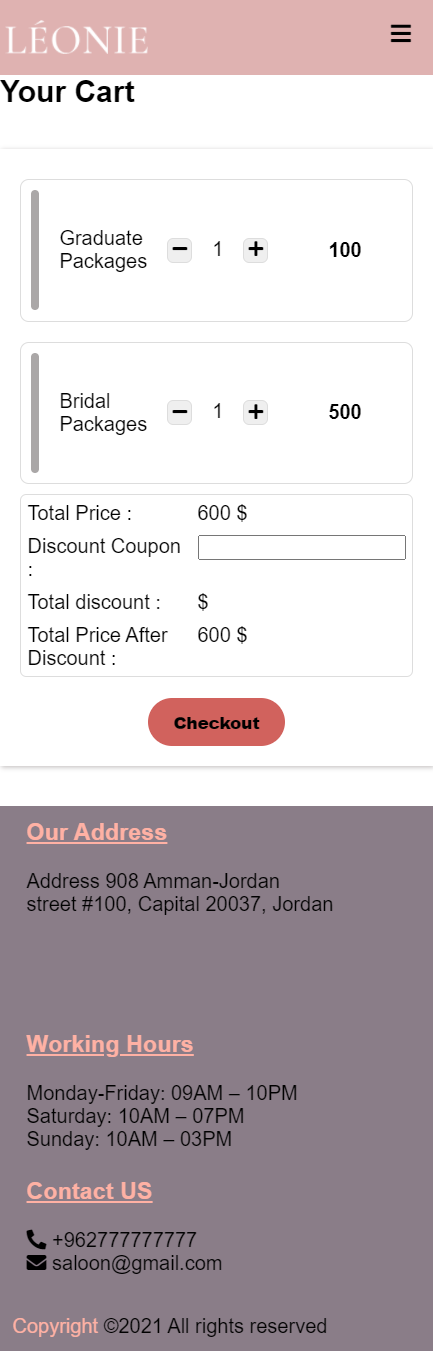 LÉONIE
Your Cart
Graduate
Packages
1
100
Bridal
Packages
1
500
Total Price : 600 $
Discount Coupon
:
Total discount : $
Total Price After 600 $
Discount :
Checkout
Our Address
Address 908 Amman-Jordan
street #100, Capital 20037, Jordan
Working Hours
Monday-Friday: 09AM – 10PM
Saturday: 10AM – 07PM
Sunday: 10AM – 03PM
Contact US
+962777777777
saloon@gmail.com
Copyright ©2021 All rights reserved